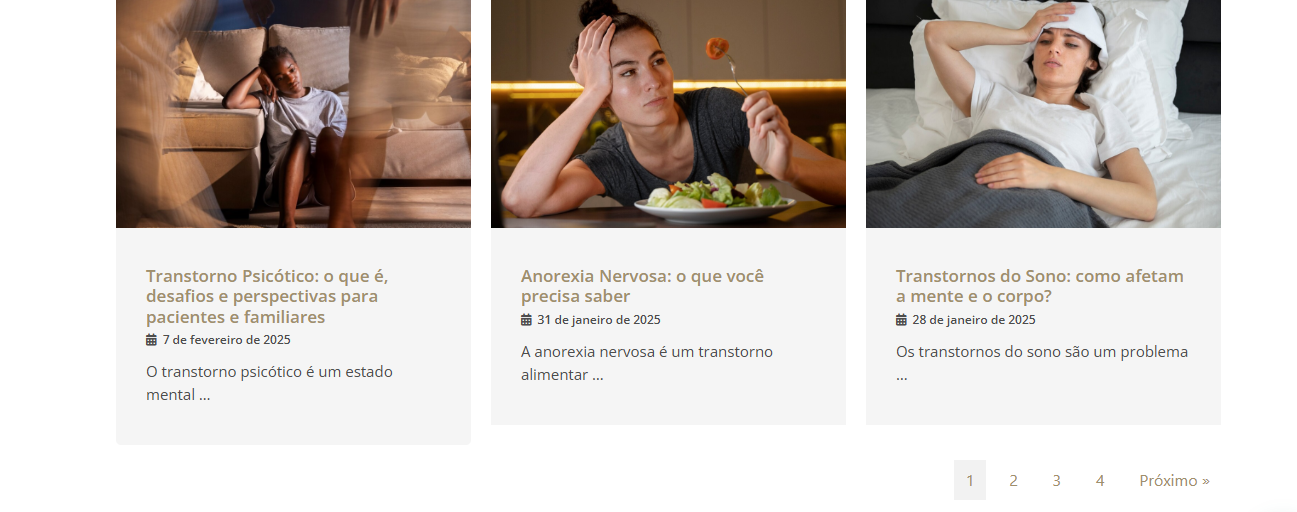 Transtorno Psicótico: o que é,
desafios e perspectivas para
pacientes e familiares
7 de fevereiro de 2025
O transtorno psicótico é um estado
mental ...
Anorexia Nervosa: o que você
precisa saber
31 de janeiro de 2025
A anorexia nervosa é um transtorno
alimentar ...
Transtornos do Sono: como afetam
a mente e o corpo?
28 de janeiro de 2025
Os transtornos do sono são um problema
...
1 2 3 4 Próximo »